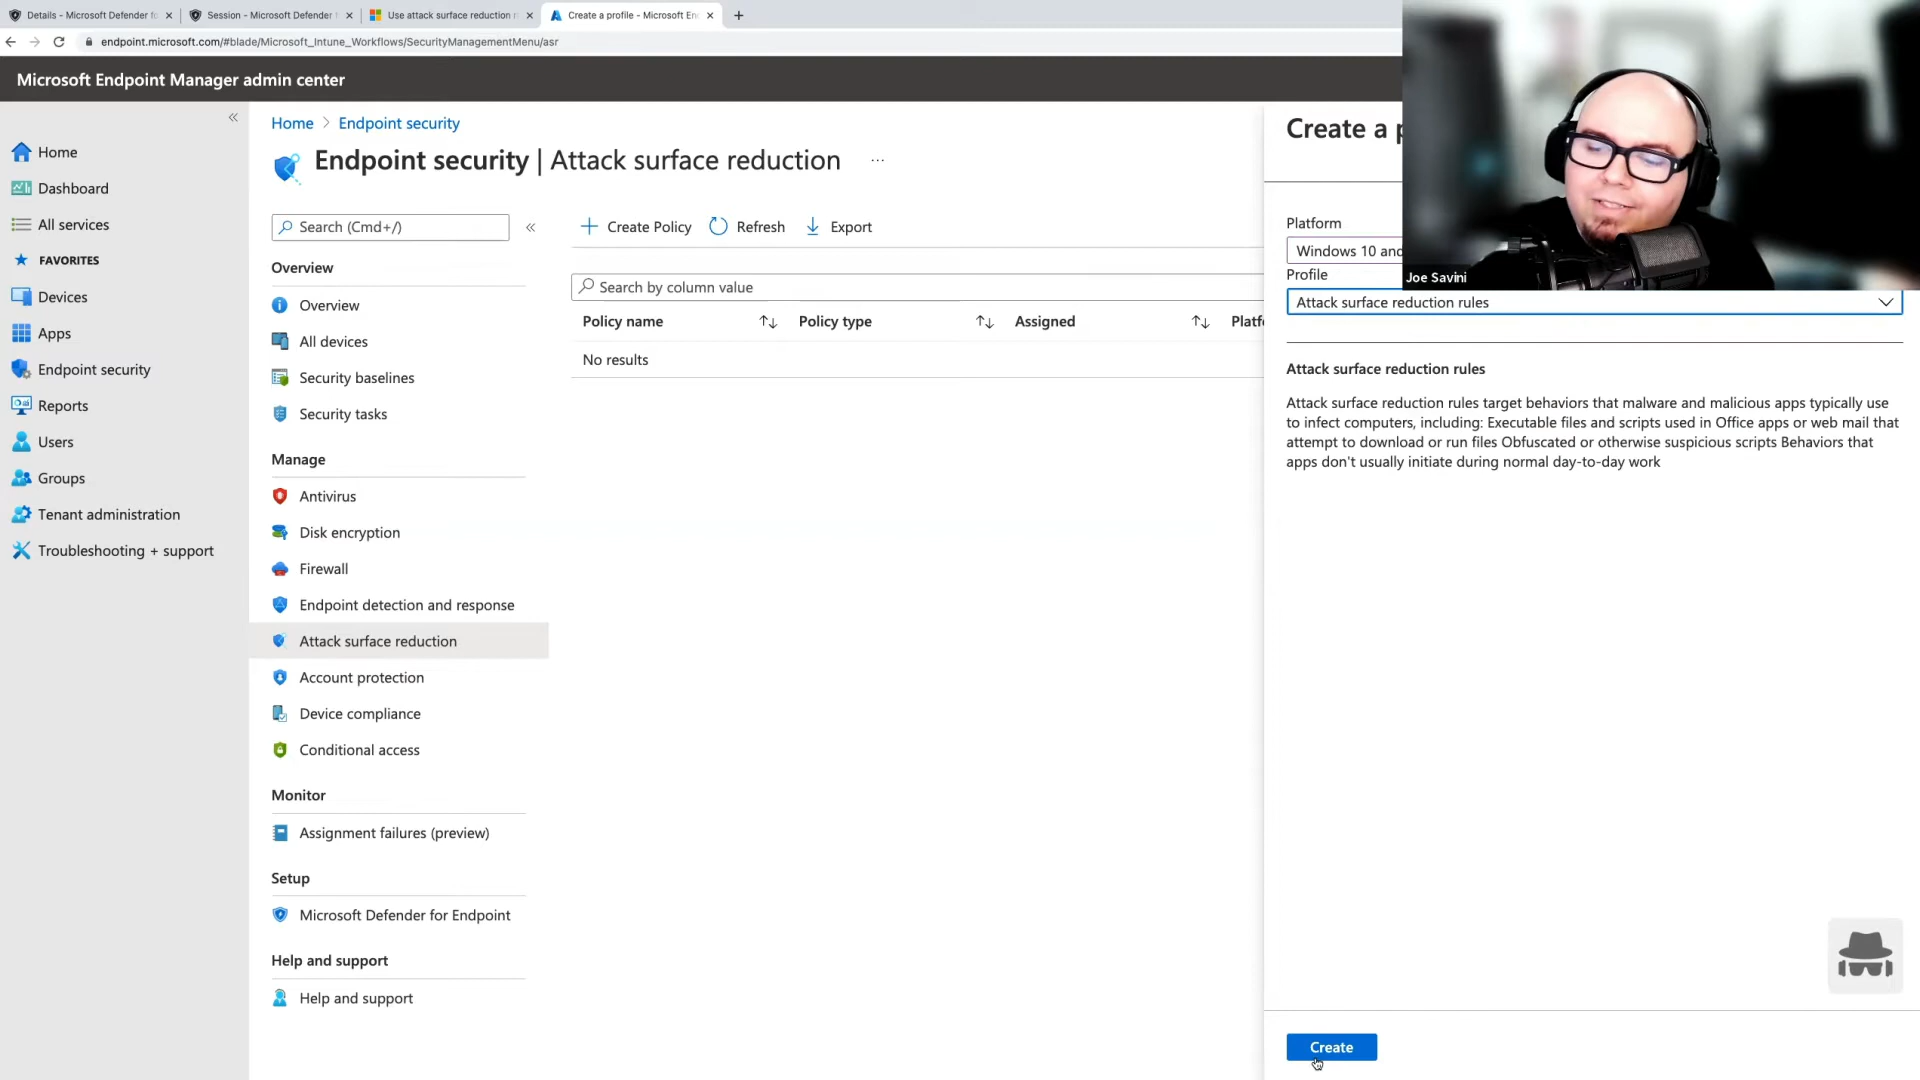 Details - Microsoft Defender fo
Session - Microsoft Defender f
Use attack surface reduction r
Create a profile - Microsoft En
endpoint.microsoft.com/#blade/Microsoft_Intune_Workflows/SecurityManagementMenu/asr
Microsoft Endpoint Manager admin center
Home
Dashboard
All services
FAVORITES
Devices
Apps
Endpoint security
Reports
Users
Groups
Tenant administration
Troubleshooting + support
Home > Endpoint security
Endpoint security | Attack surface reduction ...
Search (Cmd+/)
Overview
Overview
All devices
Security baselines
Security tasks
Manage
Antivirus
Disk encryption
Firewall
Endpoint detection and response
Attack surface reduction
Account protection
Device compliance
Conditional access
Monitor
Assignment failures (preview)
Setup
Microsoft Defender for Endpoint
Help and support
Help and support
Create Policy Refresh Export
Search by column value
Policy name Policy type Assigned Platf
No results
Create a p
Platform
Windows 10 and
Profile
Attack surface reduction rules
Joe Savini
Attack surface reduction rules
Attack surface reduction rules target behaviors that malware and malicious apps typically use
to infect computers, including: Executable files and scripts used in Office apps or web mail that
attempt to download or run files Obfuscated or otherwise suspicious scripts Behaviors that
apps don't usually initiate during normal day-to-day work
Create